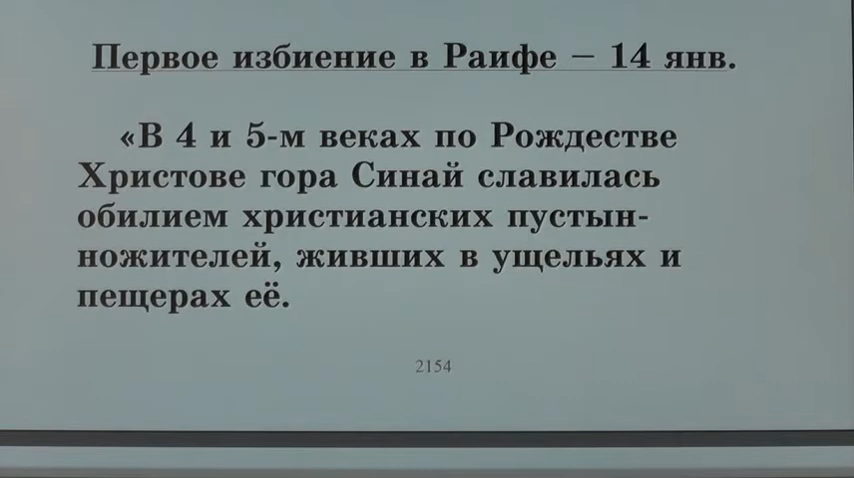 Первое избиение в Раифе – 14 янв.
«В 4 и 5-м веках по Рождестве
Христове гора Синай славилась
обилием христианских пустын-
ножителей, живших в ущельях и
пещерах её.
2154